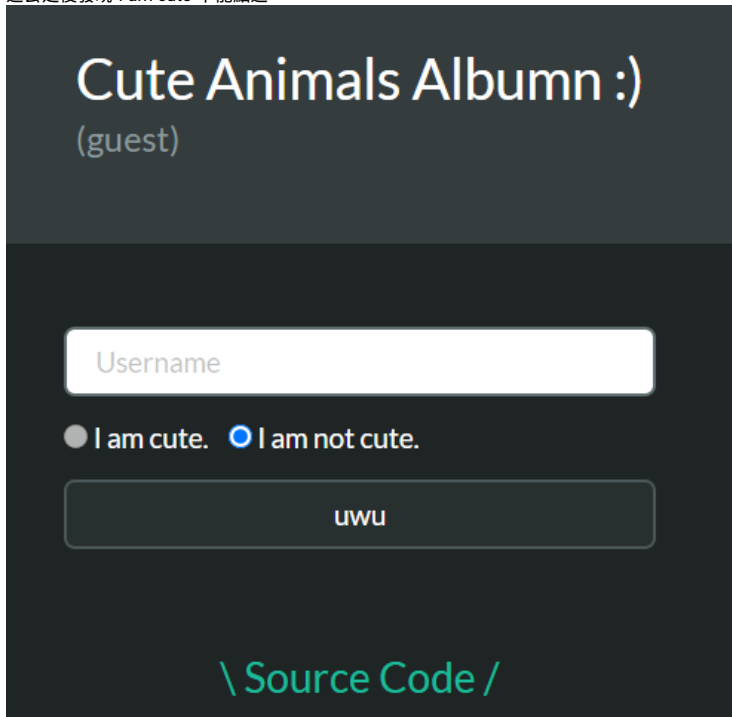 Cute Animals Albumn :)
(guest)
Username
I am cute. I am not cute.
uwu
\ Source Code /